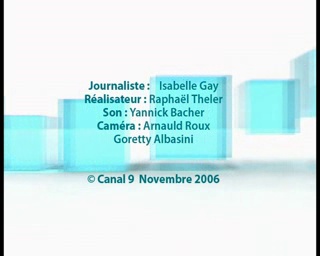 Journaliste : Isabelle Gay
Réalisateur : Raphaël Theler
Son : Yannick Bacher
Caméra : Arnauld Roux
Goretty Albasini
© Canal 9 Novembre 2006